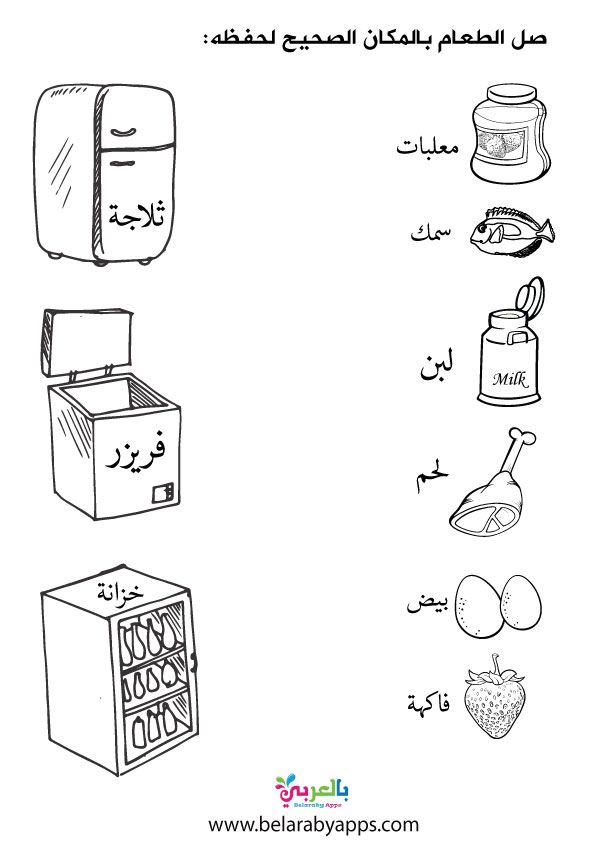 صل الطعام بالمكان الصحيح لحفظه:
معلبات
ثلاجة
سمك
لبن
Milk
فريزر
لحم
خزانة
بيض
فاكهة
بالعربي
Belaraby Apps
www.belarabyapps.com